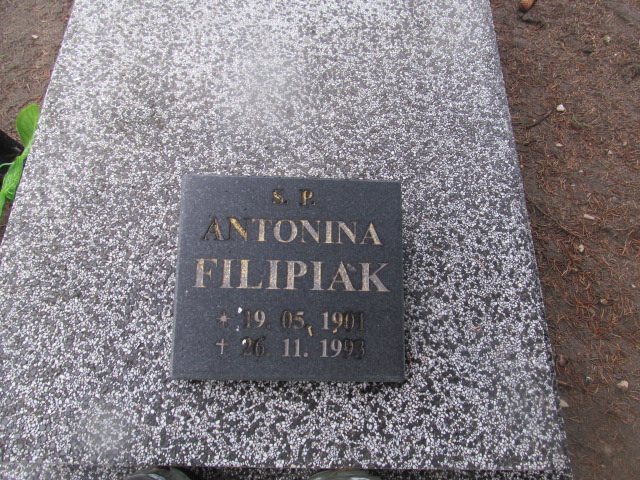 Ś. P.
ANTONINA
FILIPIAK
* 19. 05. 1901
† 26. 11. 1993